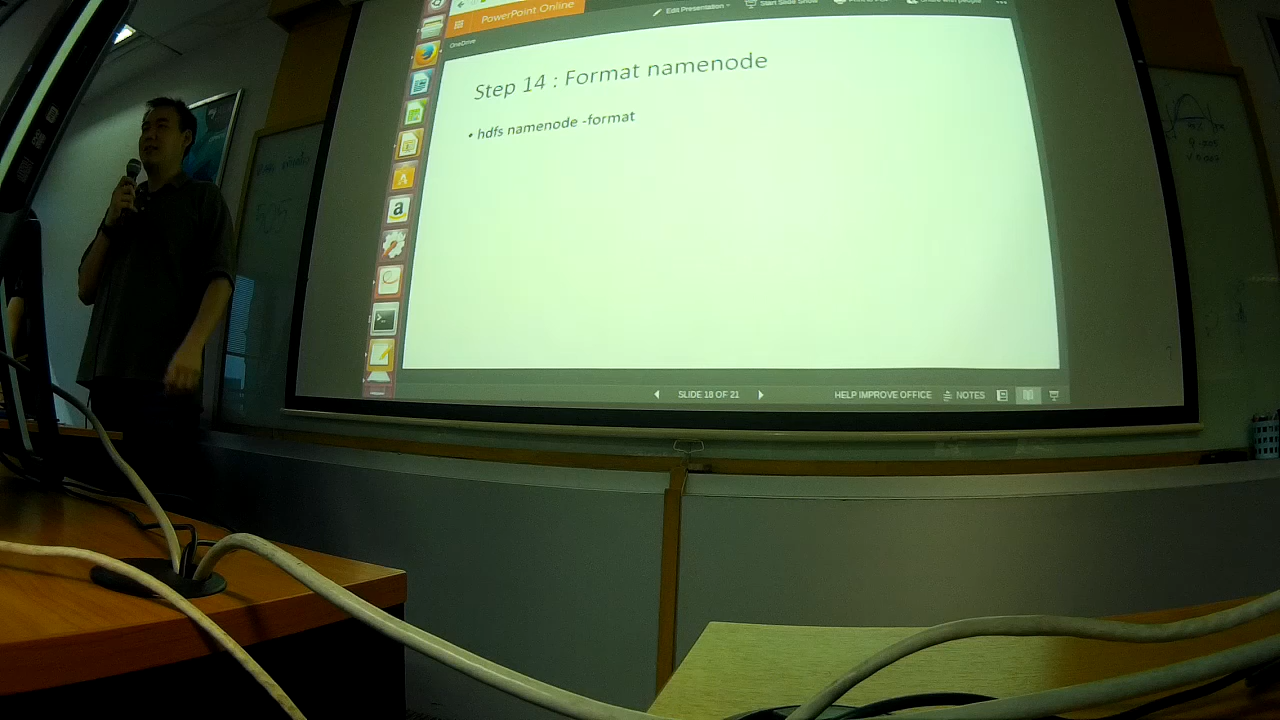 PowerPoint Online
Edit Presentation
Start Slide Show
OneDrive
Step 14 : Format namenode
• hdfs namenode -format
SLIDE 18 OF 21
HELP IMPROVE OFFICE
NOTES